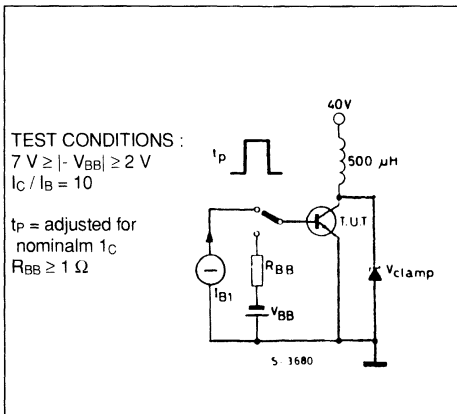 TEST CONDITIONS :
7 V ≥ |- VBB| ≥ 2 V
IC / IB = 10
tP = adjusted for
nominalm 1C
RBB ≥ 1 Ω
tp
40V
500 µH
T.U.T
RBB
IB1
VBB
Vclamp
S-3680